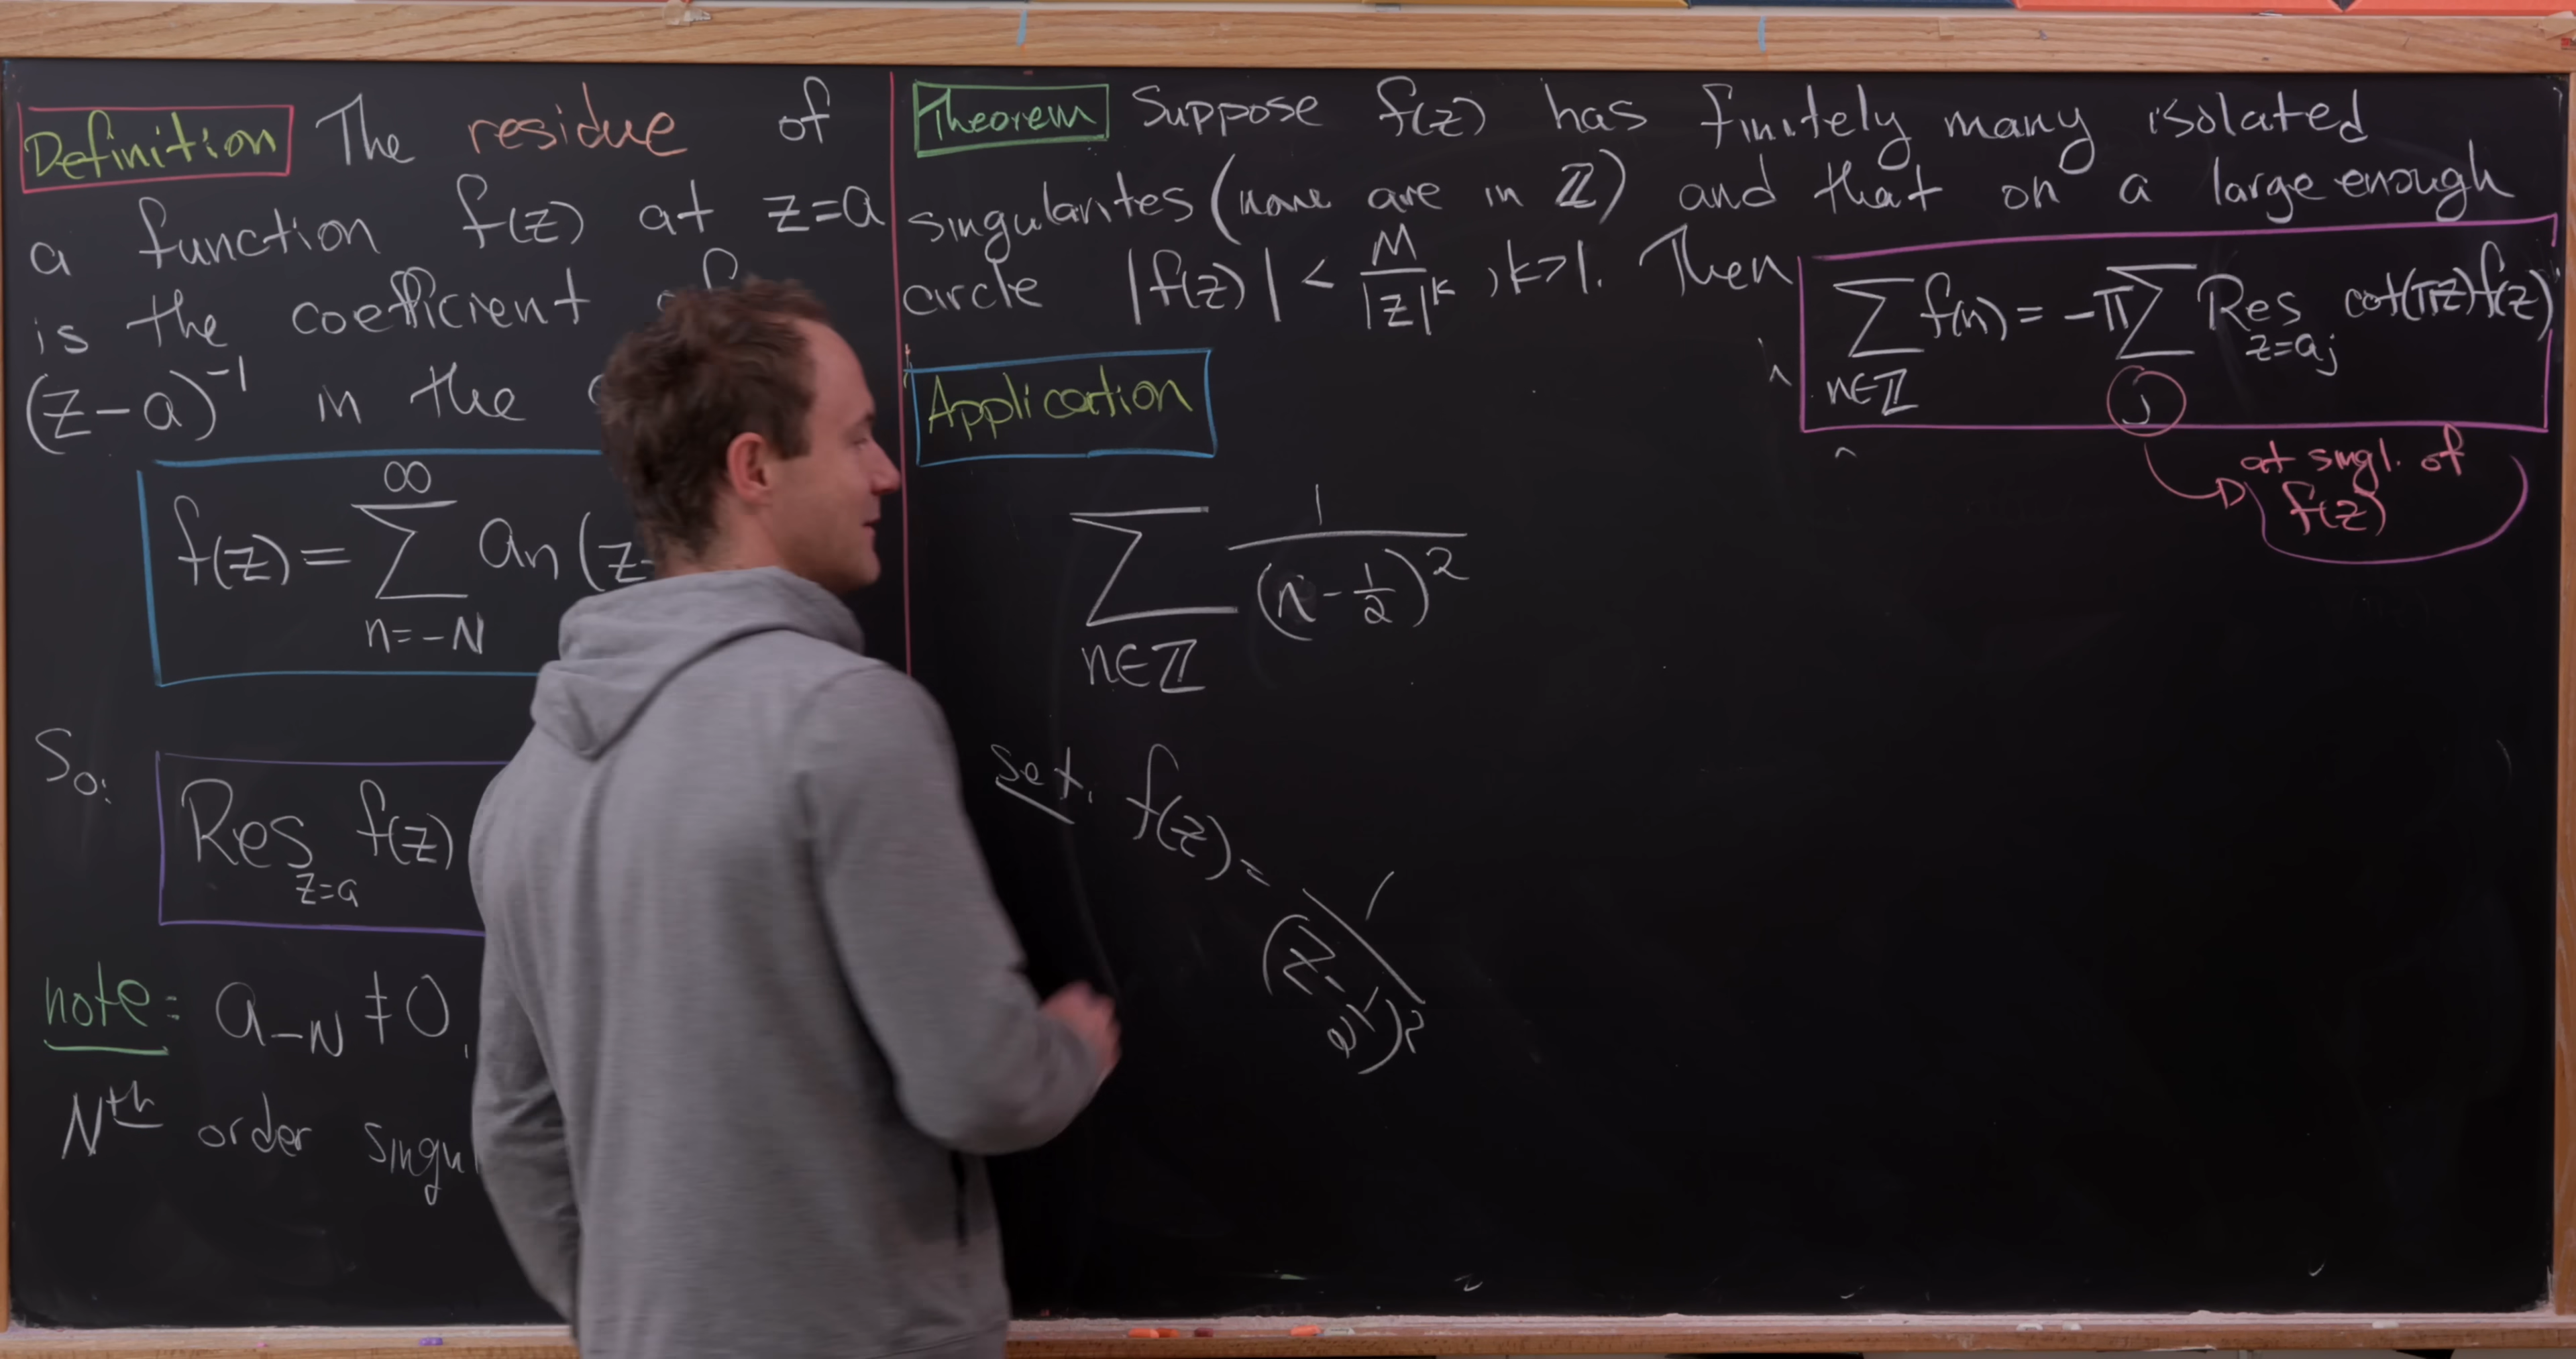 Definition The residue of
a function f(z) at z=a
is the coefficient
(z-a)^-1 in the
f(z) = ∑_{n=-N}^{∞} a_n (z-
So:
Res_{z=a} f(z)
note: a_{-N} ≠ 0,
Nth order singul
Theorem Suppose f(z) has finitely many isolated
singularites (none are in ℤ) and that on a large enough
circle |f(z)| < M/|z|^k, k>1. Then
∑_{n∈ℤ} f(n) = -π ∑_j Res_{z=a_j} cot(πz)f(z)
at singl. of
f(z)
Application
∑_{n∈ℤ} 1/(n-1/2)^2
Set. f(z) = 1/(z-1/2)^2